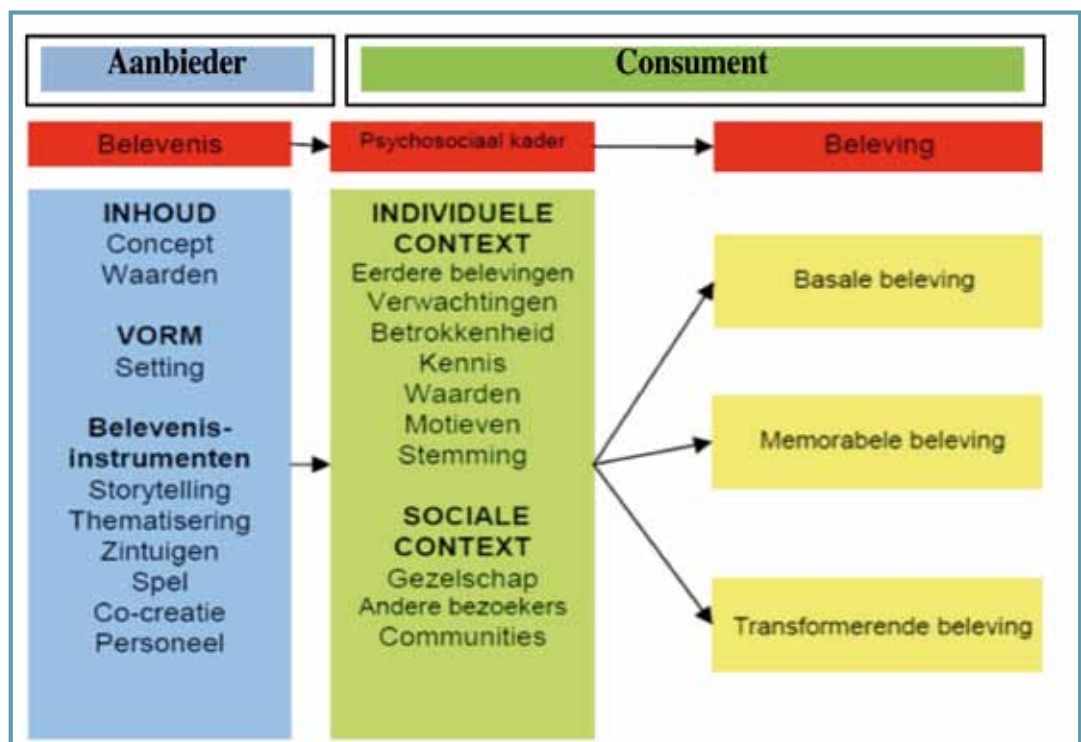 Aanbieder
Consument
Belevenis
Psychosociaal kader
Beleving
INHOUD
Concept
Waarden
VORM
Setting
Belevenis-
instrumenten
Storytelling
Thematisering
Zintuigen
Spel
Co-creatie
Personeel
INDIVIDUELE
CONTEXT
Eerdere belevingen
Verwachtingen
Betrokkenheid
Kennis
Waarden
Motieven
Stemming
SOCIALE
CONTEXT
Gezelschap
Andere bezoekers
Communities
Basale beleving
Memorabele beleving
Transformerende beleving